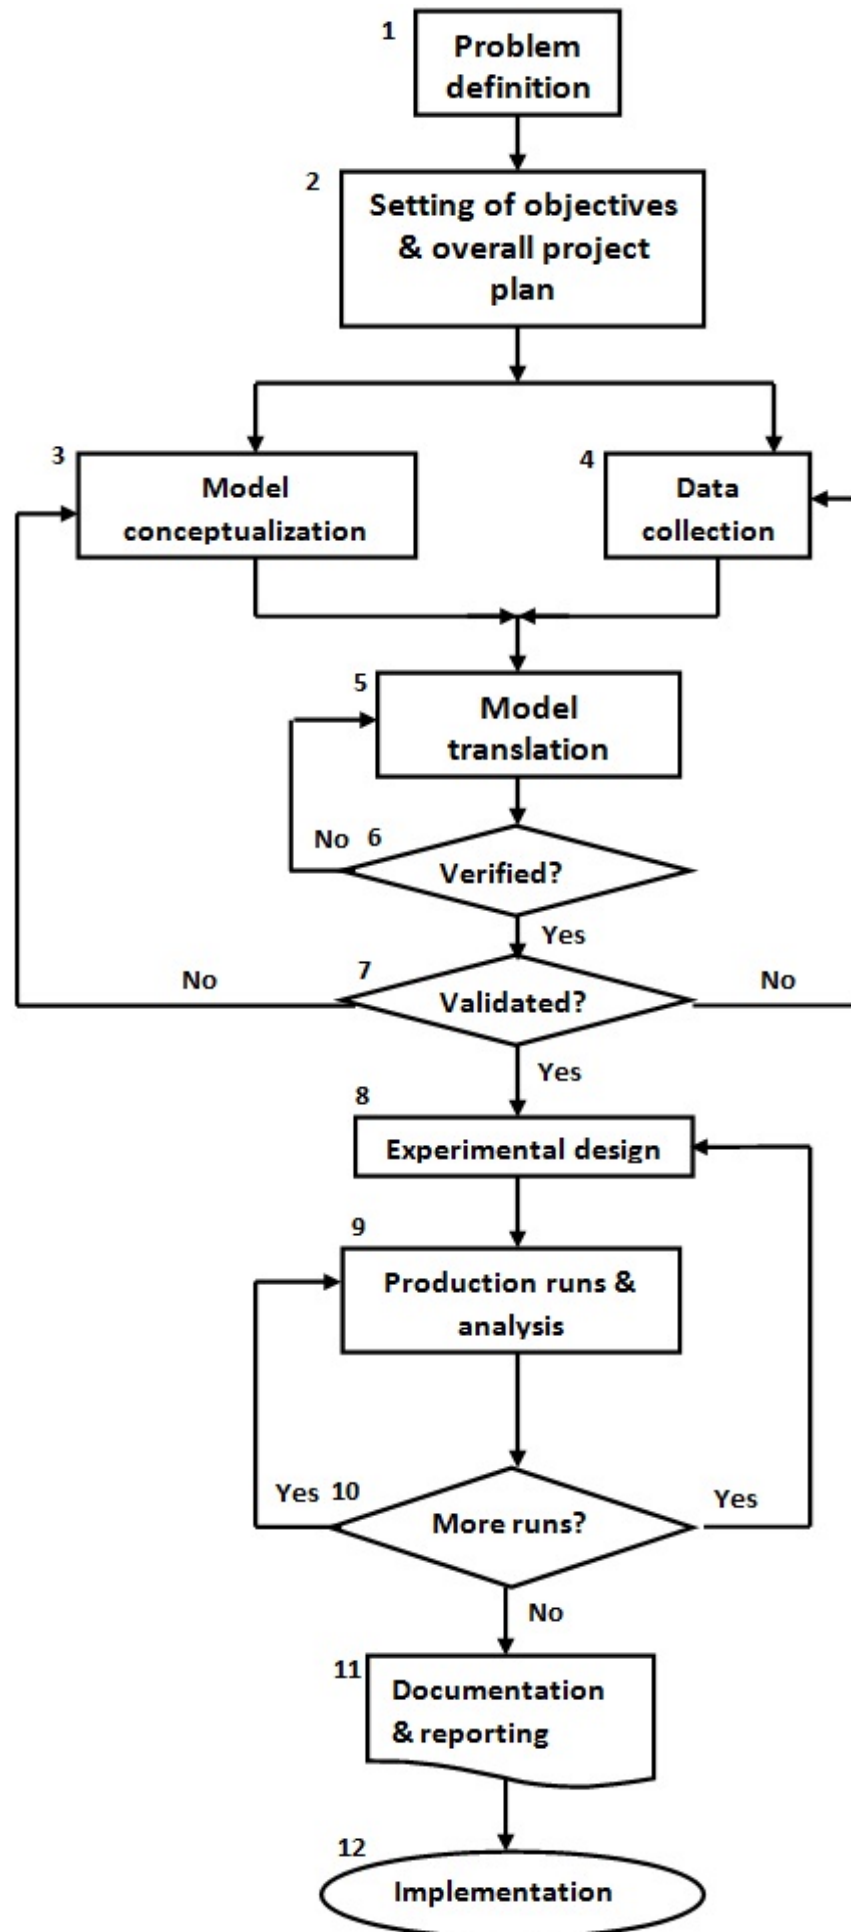 1
Problem
definition
2
Setting of objectives
& overall project
plan
3
Model
conceptualization
4
Data
collection
5
Model
translation
No 6
Verified?
Yes
No
7
Validated?
No
Yes
8
Experimental design
9
Production runs &
analysis
Yes 10
More runs?
Yes
No
11
Documentation
& reporting
12
Implementation